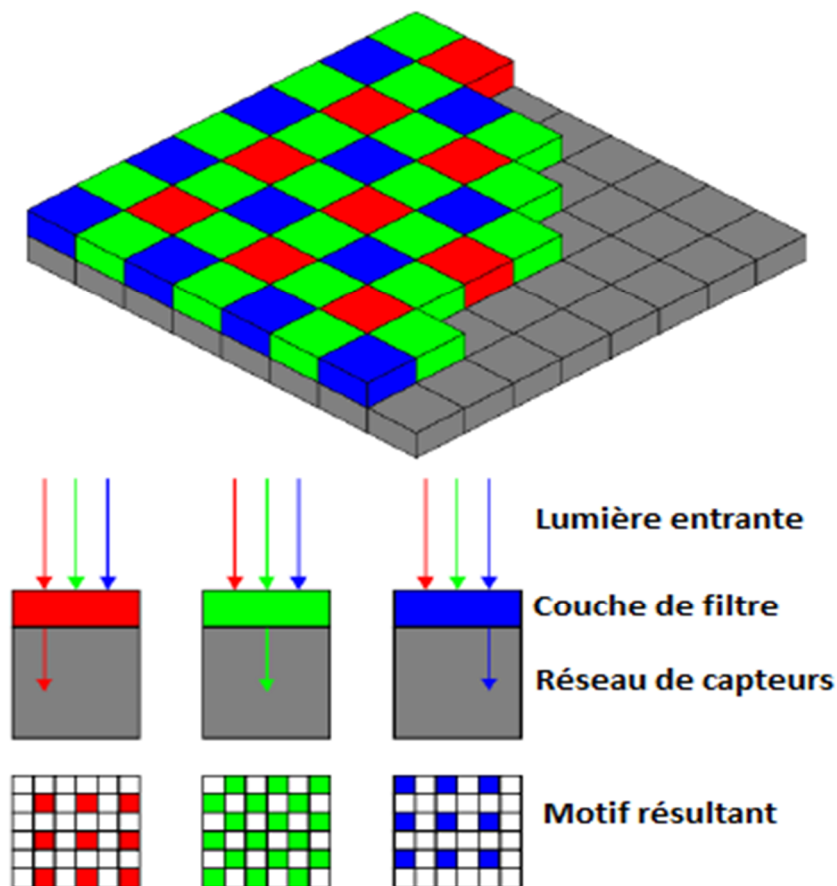 Lumière entrante
Couche de filtre
Réseau de capteurs
Motif résultant